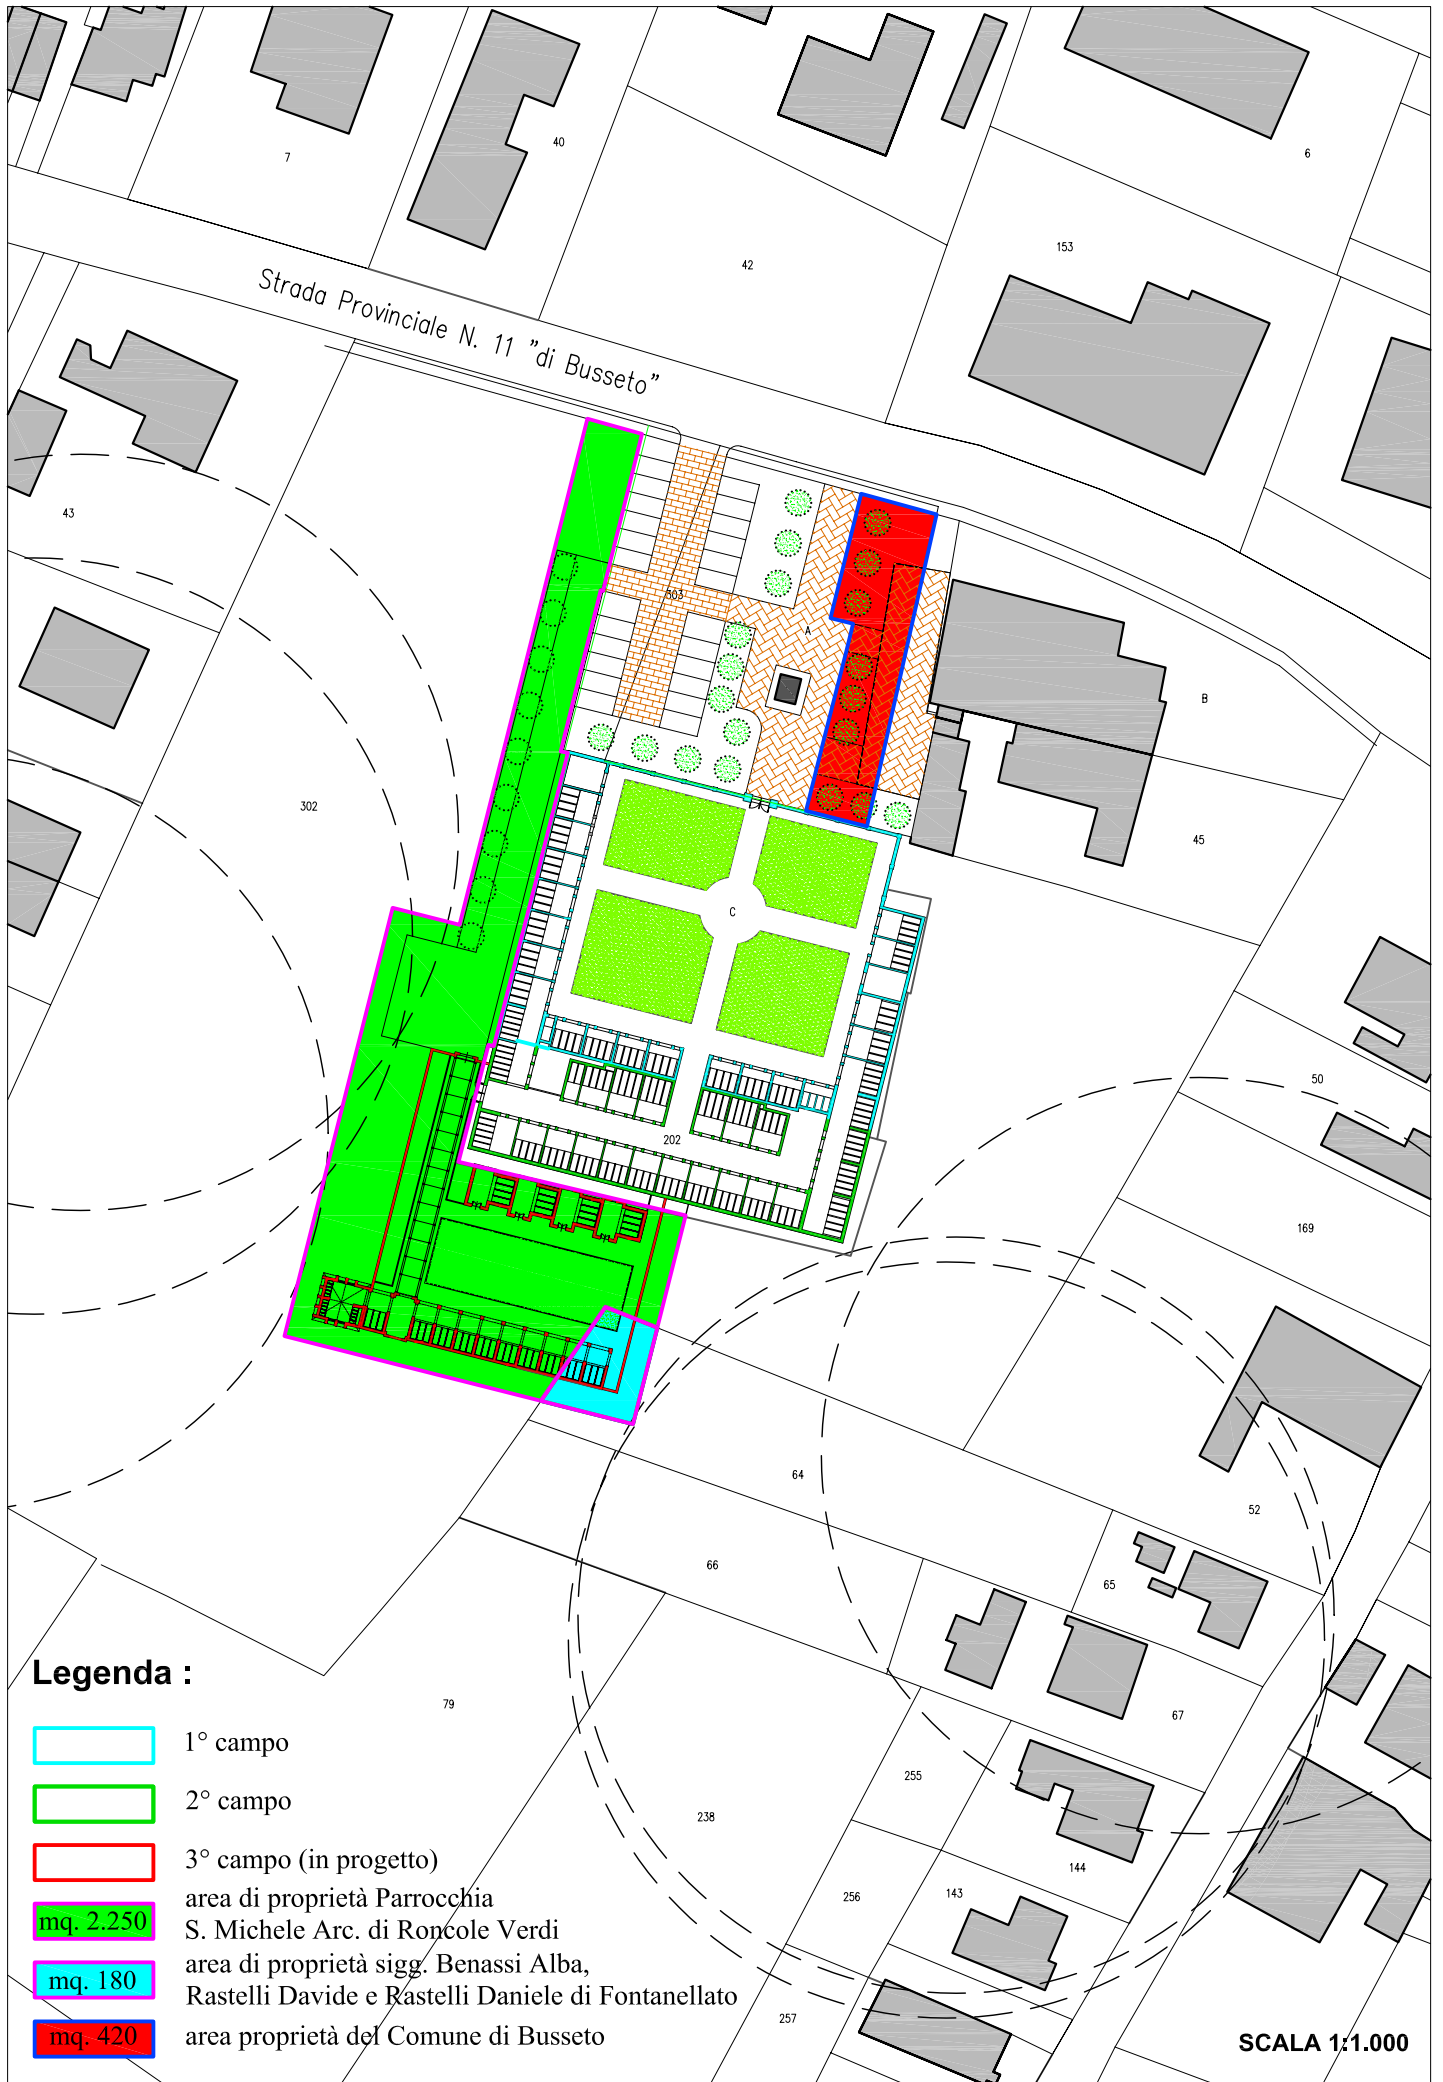 7
40
6
42
153
Strada Provinciale N. 11 "di Busseto"
43
303
A
B
302
45
C
50
202
169
64
52
66
65
Legenda :
79
67
1° campo
255
2° campo
238
3° campo (in progetto)
144
256
143
mq. 2.250
area di proprietà Parrocchia
S. Michele Arc. di Roncole Verdi
mq. 180
area di proprietà sigg. Benassi Alba,
Rastelli Davide e Rastelli Daniele di Fontanellato
257
mq. 420
area proprietà del Comune di Busseto
SCALA 1:1.000